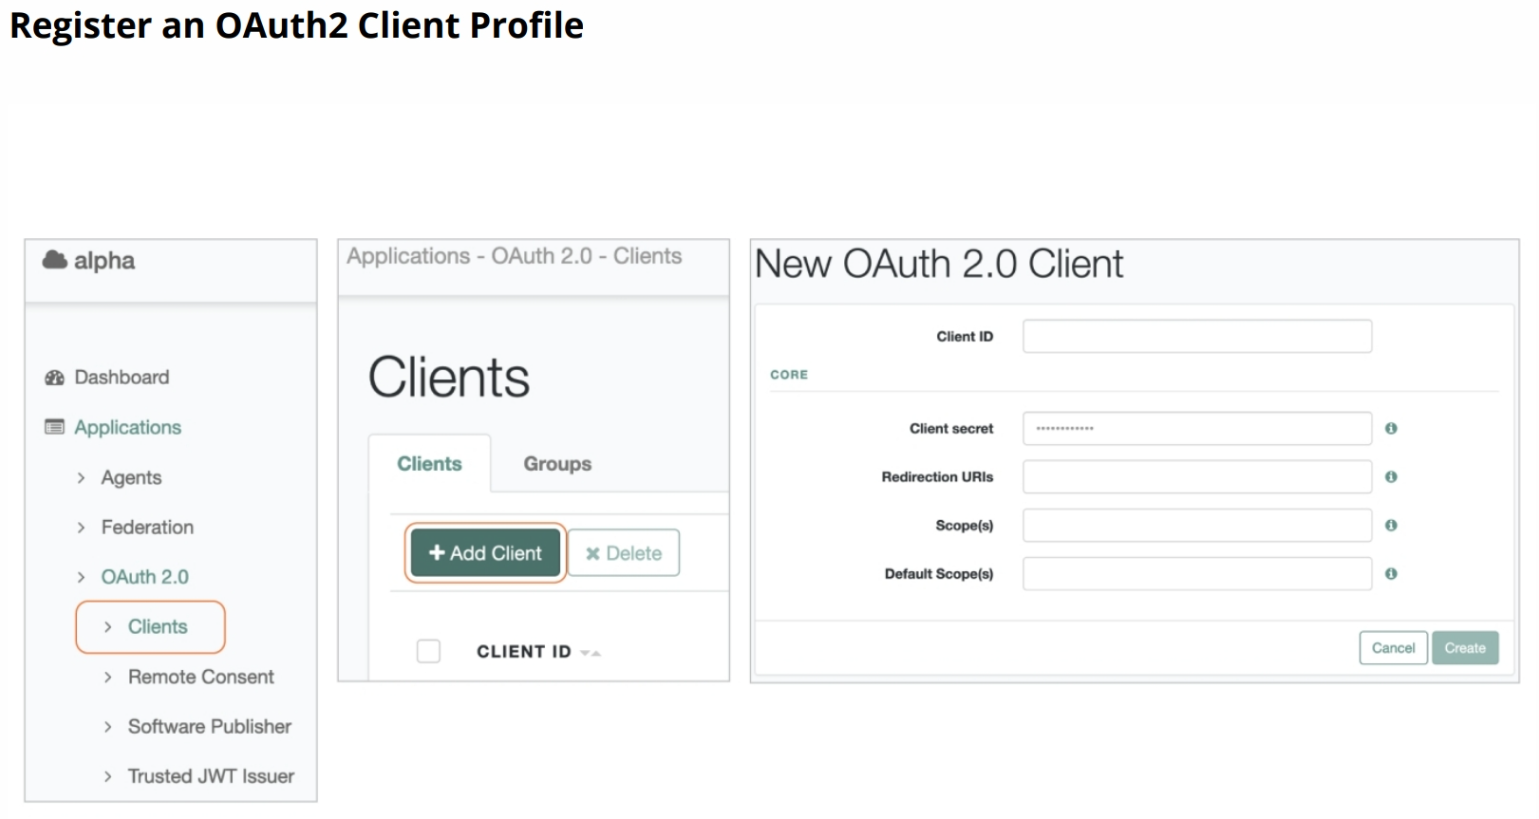 Register an OAuth2 Client Profile
alpha
Dashboard
Applications
Agents
Federation
OAuth 2.0
Clients
Remote Consent
Software Publisher
Trusted JWT Issuer
Applications - OAuth 2.0 - Clients
Clients
Clients Groups
+ Add Client × Delete
CLIENT ID
New OAuth 2.0 Client
Client ID
CORE
Client secret ············
Redirection URIs
Scope(s)
Default Scope(s)
Cancel Create